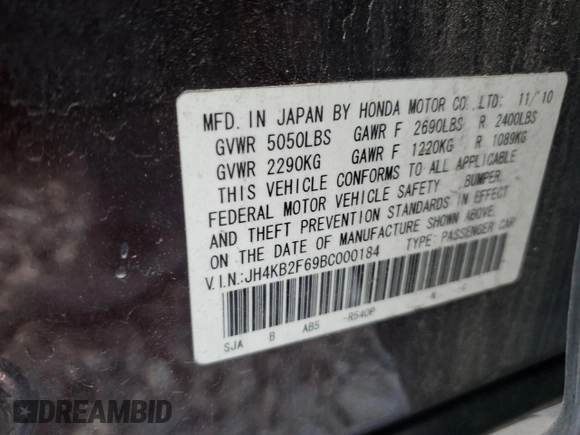 MFD. IN JAPAN BY HONDA MOTOR CO.,LTD: 11/'10
GVWR 5050LBS GAWR F 2690LBS R 2400LBS
GVWR 2290KG GAWR F 1220KG R 1089KG
THIS VEHICLE CONFORMS TO ALL APPLICABLE
FEDERAL MOTOR VEHICLE SAFETY, BUMPER,
AND THEFT PREVENTION STANDARDS IN EFFECT
ON THE DATE OF MANUFACTURE SHOWN ABOVE.
V.I.N.:JH4KB2F69BC000184 TYPE: PASSENGER CAR
SJA B AB5 -R540P -N -C
DREAMBID